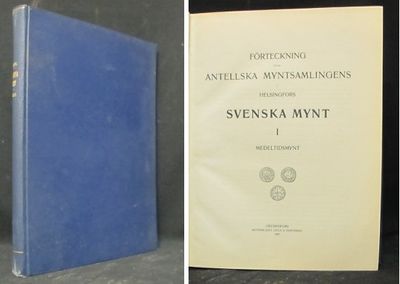 FÖRTECKNING
ANTELLSKA MYNTSAMLINGENS
HELSINGFORS
SVENSKA MYNT
I
MEDELTIDSMYNT
HELSINGFORS